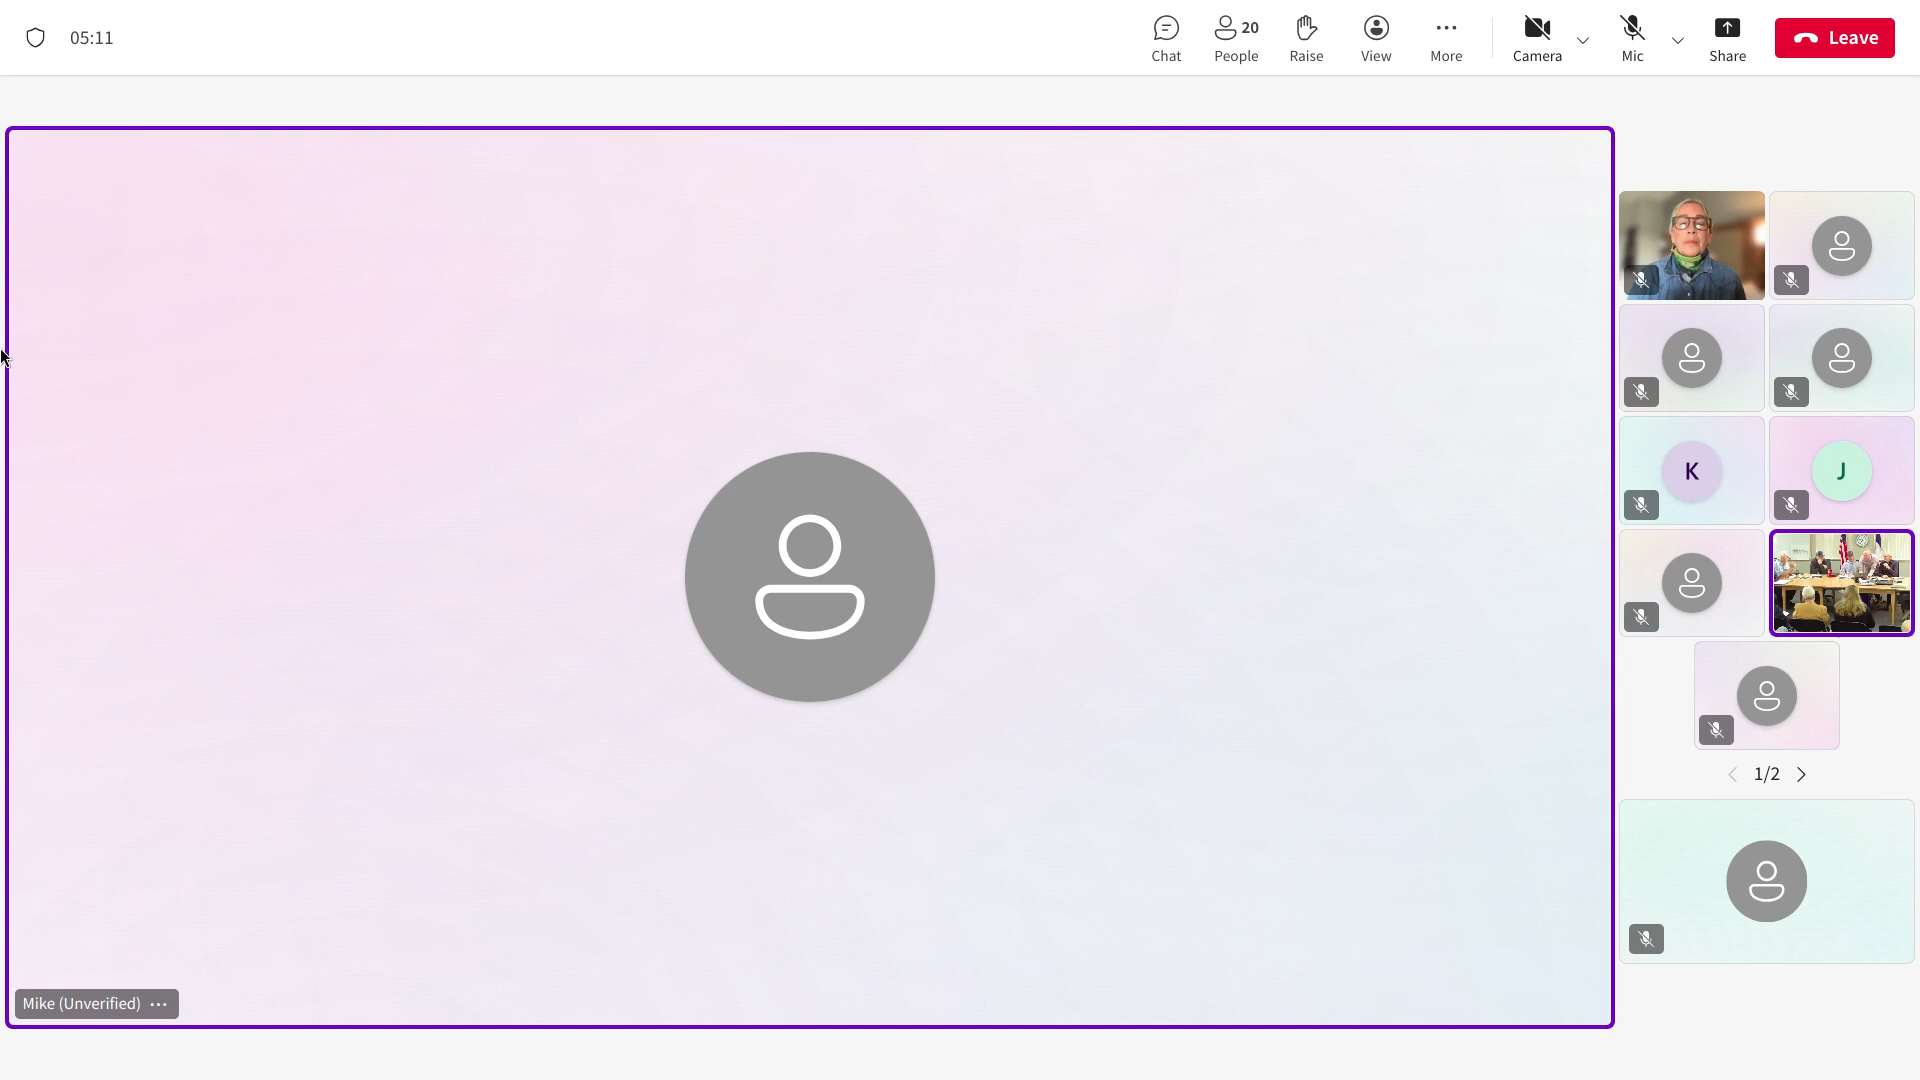 05:11
Chat
20
People
Raise
View
More
Camera
Mic
Share
Leave
K
J
1/2
Mike (Unverified)